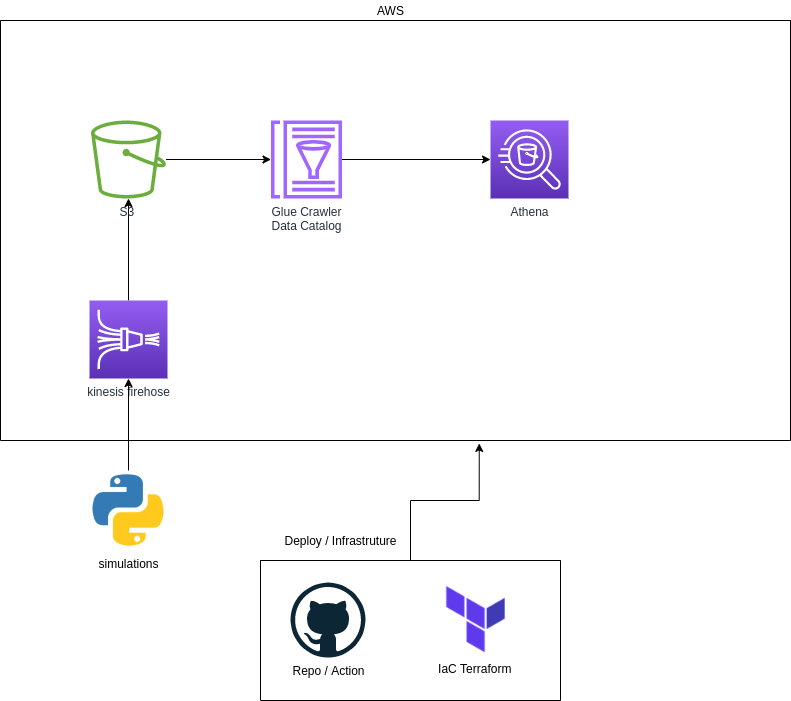 AWS
S3
Glue Crawler
Data Catalog
Athena
kinesis firehose
simulations
Deploy / Infrastruture
Repo / Action
IaC Terraform